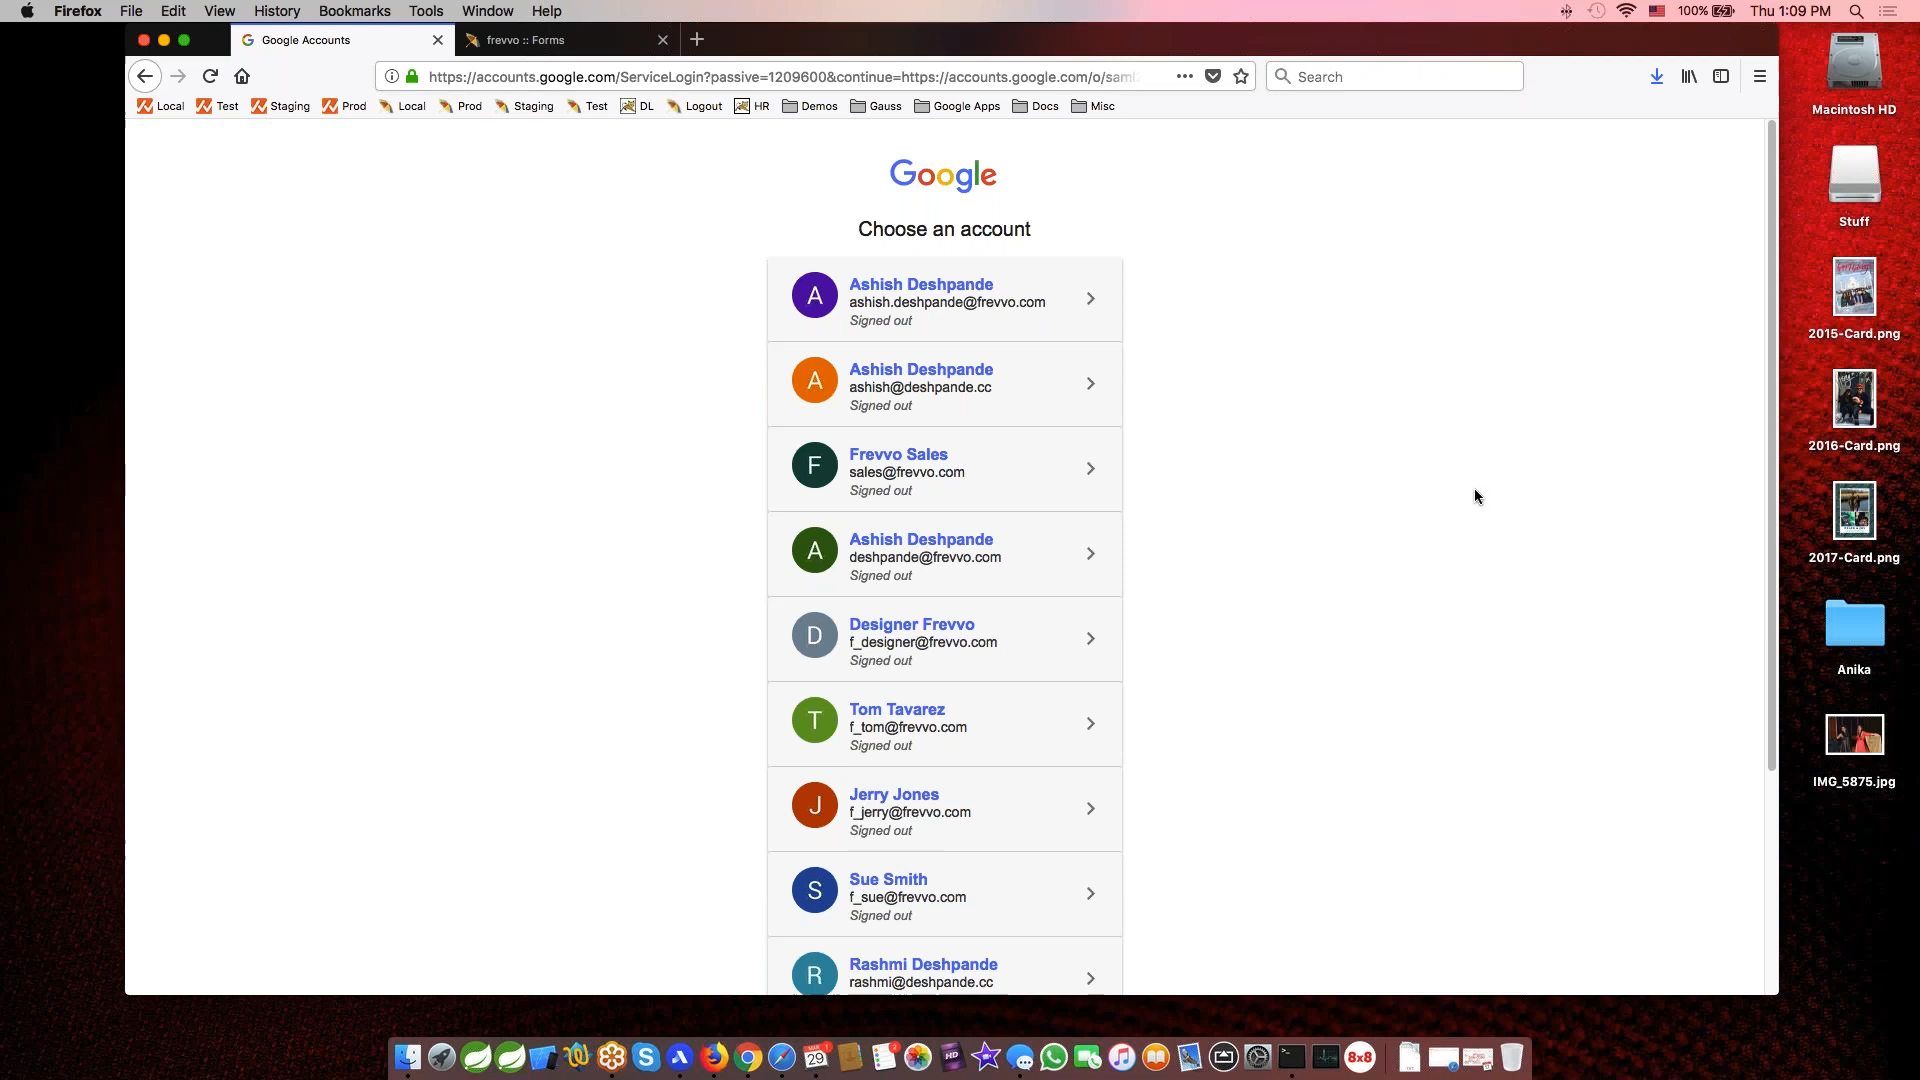 Firefox File Edit View History Bookmarks Tools Window Help
100% Thu 1:09 PM
Google Accounts
frevvo :: Forms
https://accounts.google.com/ServiceLogin?passive=1209600&continue=https://accounts.google.com/o/saml
Search
Local Test Staging Prod Local Prod Staging Test DL Logout HR Demos Gauss Google Apps Docs Misc
Google
Choose an account
A
Ashish Deshpande
ashish.deshpande@frevvo.com
Signed out
A
Ashish Deshpande
ashish@deshpande.cc
Signed out
F
Frevvo Sales
sales@frevvo.com
Signed out
A
Ashish Deshpande
deshpande@frevvo.com
Signed out
D
Designer Frevvo
f_designer@frevvo.com
Signed out
T
Tom Tavarez
f_tom@frevvo.com
Signed out
J
Jerry Jones
f_jerry@frevvo.com
Signed out
S
Sue Smith
f_sue@frevvo.com
Signed out
R
Rashmi Deshpande
rashmi@deshpande.cc
Macintosh HD
Stuff
2015-Card.png
2016-Card.png
2017-Card.png
Anika
IMG_5875.jpg
29
HD
8x8